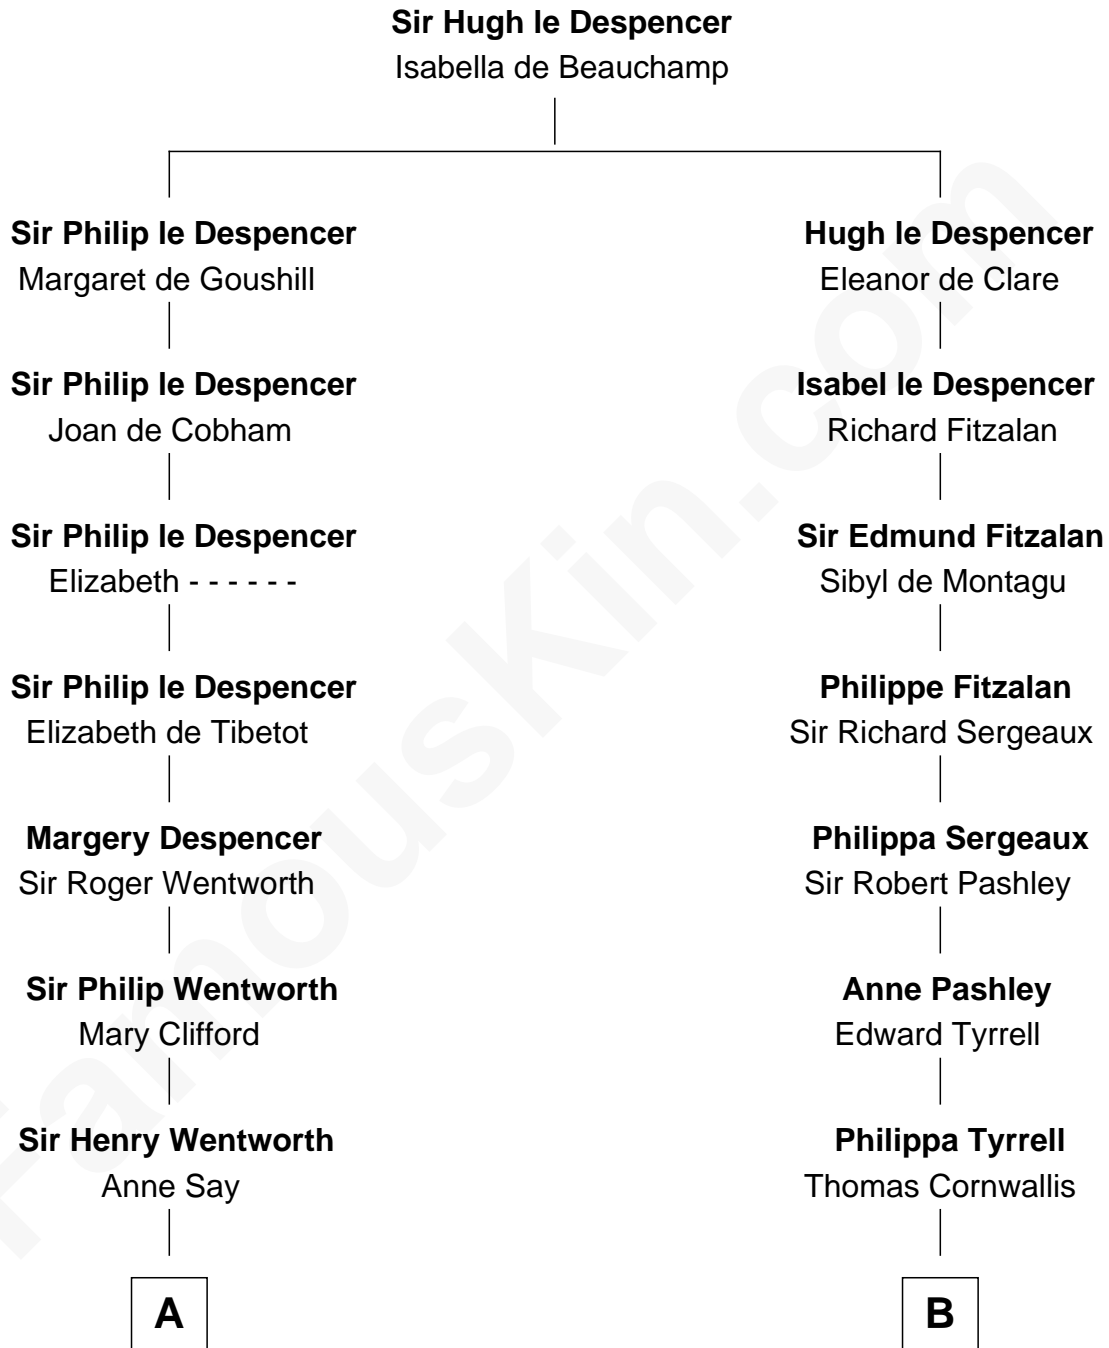 Sir Hugh le Despencer
Isabella de Beauchamp
Sir Philip le Despencer
Margaret de Goushill
Hugh le Despencer
Eleanor de Clare
Sir Philip le Despencer
Joan de Cobham
Isabel le Despencer
Richard Fitzalan
Sir Philip le Despencer
Elizabeth - - - - - -
Sir Edmund Fitzalan
Sibyl de Montagu
Sir Philip le Despencer
Elizabeth de Tibetot
Philippe Fitzalan
Sir Richard Sergeaux
Margery Despencer
Sir Roger Wentworth
Philippa Sergeaux
Sir Robert Pashley
Sir Philip Wentworth
Mary Clifford
Anne Pashley
Edward Tyrrell
Sir Henry Wentworth
Anne Say
Philippa Tyrrell
Thomas Cornwallis
A
B
FamousKin.com